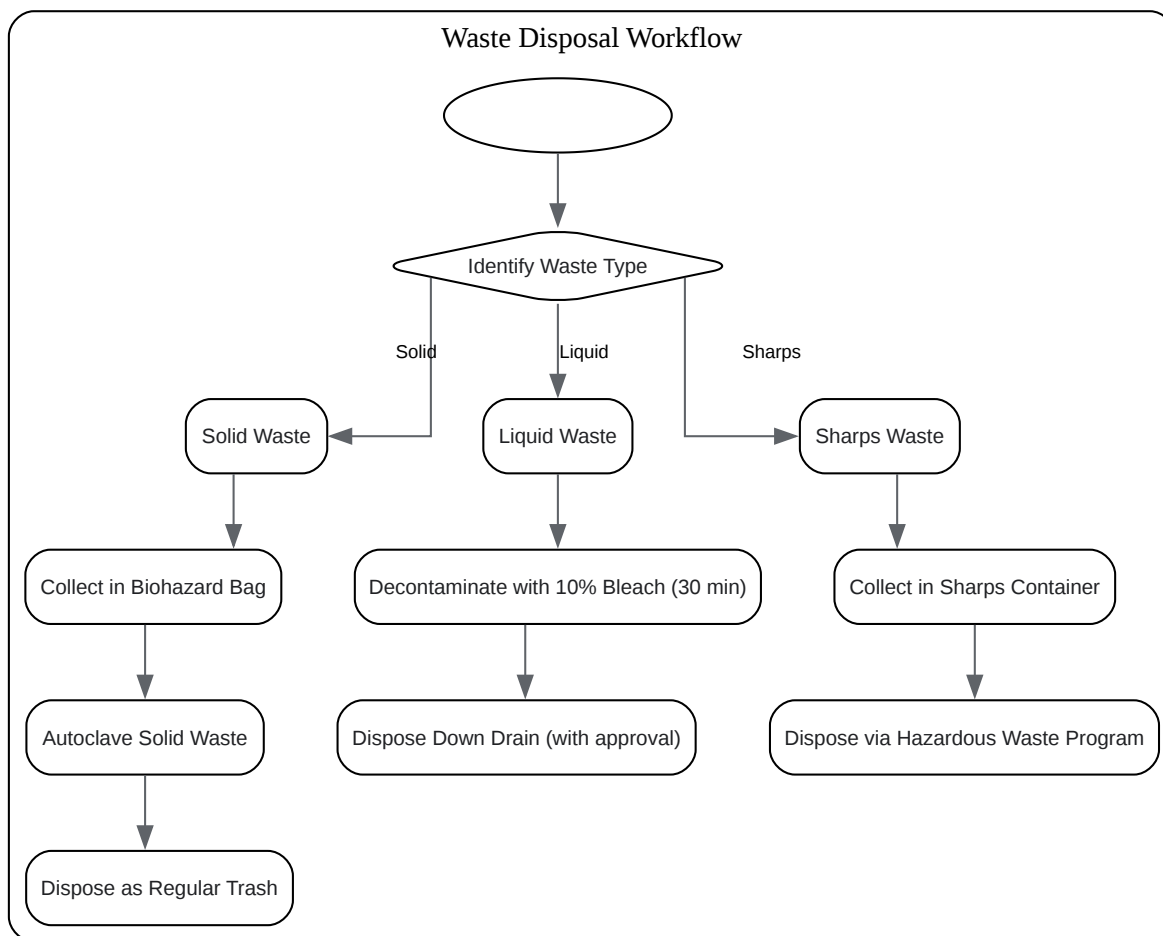 Waste Disposal Workflow
Identify Waste Type
Solid
Liquid
Sharps
Solid Waste
Liquid Waste
Sharps Waste
Collect in Biohazard Bag
Decontaminate with 10% Bleach (30 min)
Collect in Sharps Container
Autoclave Solid Waste
Dispose Down Drain (with approval)
Dispose via Hazardous Waste Program
Dispose as Regular Trash